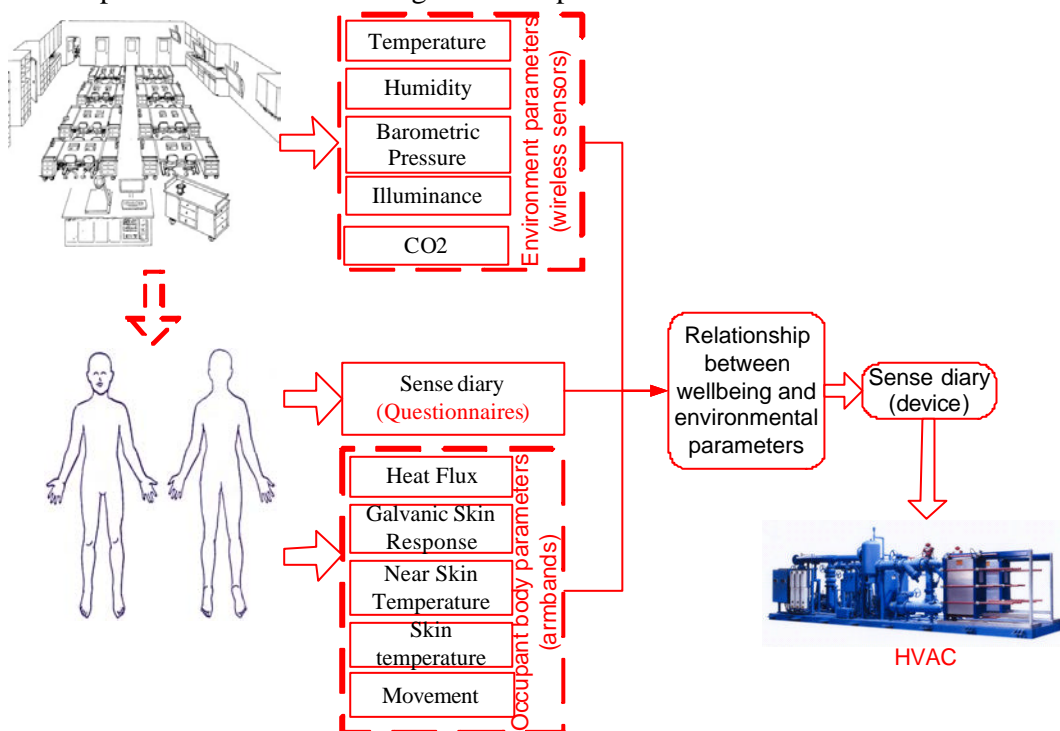 Temperature
Humidity
Barometric
Pressure
Illuminance
CO2
Environment parameters
(wireless sensors)
Sense diary
(Questionnaires)
Heat Flux
Galvanic Skin
Response
Near Skin
Temperature
Skin
temperature
Movement
Occupant body parameters
(armbands)
Relationship
between
wellbeing and
environmental
parameters
Sense diary
(device)
HVAC